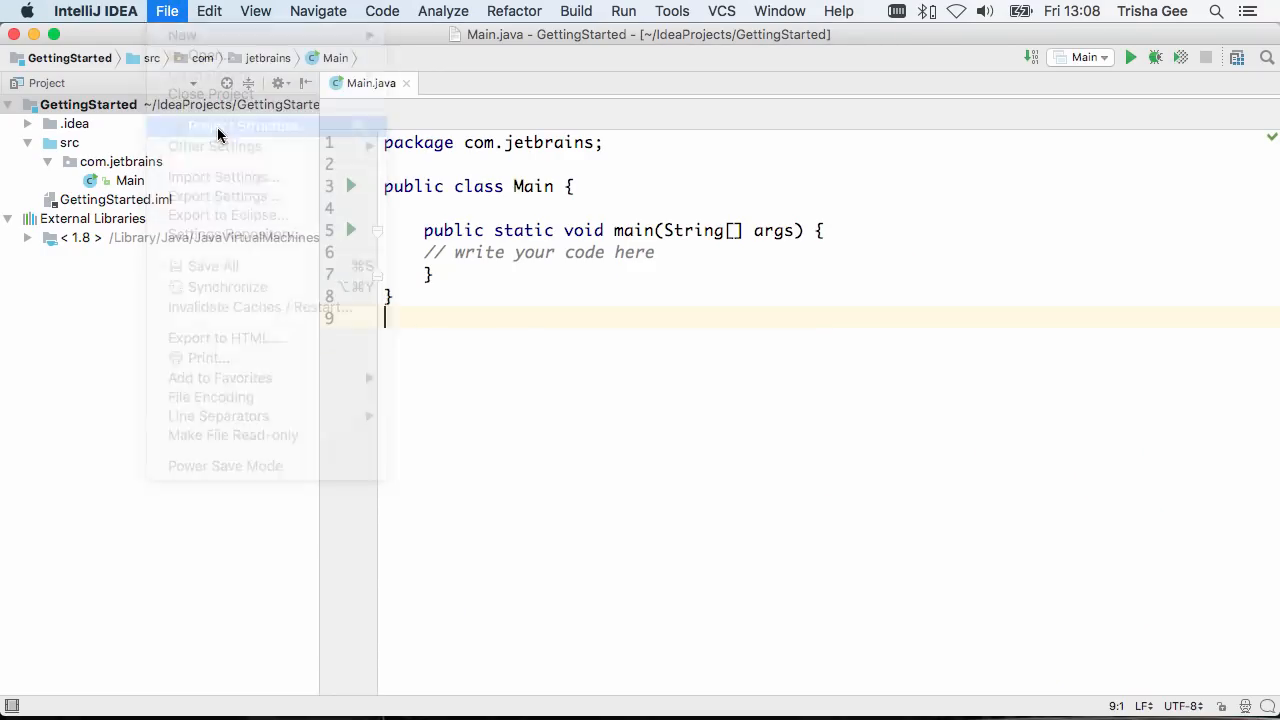 IntelliJ IDEA File Edit View Navigate Code Analyze Refactor Build Run Tools VCS Window Help Fri 13:08 Trisha Gee
Main.java - GettingStarted - [~/IdeaProjects/GettingStarted]
GettingStarted src com jetbrains Main Main
Project Main.java
GettingStarted ~/IdeaProjects/GettingStarte
.idea
src
com.jetbrains
Main
GettingStarted.iml
External Libraries
< 1.8 > /Library/Java/JavaVirtualMachines
New
Open
Close Project
Project Structure...
Other Settings
Import Settings...
Export Settings...
Export to Eclipse...
Settings Repository...
Save All ⌘S
Synchronize ⌥⌘Y
Invalidate Caches / Restart...
Export to HTML...
Print...
Add to Favorites
File Encoding
Line Separators
Make File Read-only
Power Save Mode
1 package com.jetbrains;
2
3 public class Main {
4
5 public static void main(String[] args) {
6 // write your code here
7 }
8 }
9
9:1 LF÷ UTF-8÷